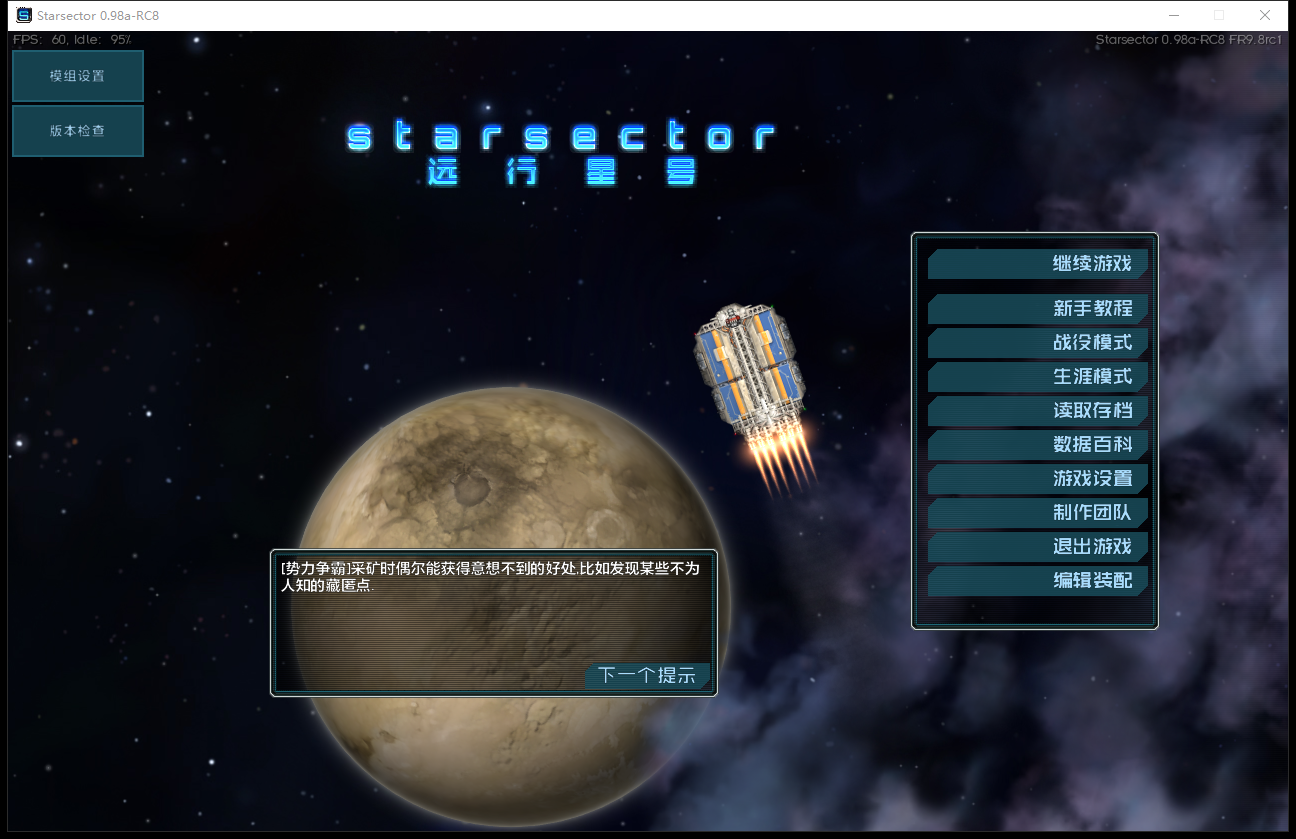 Starsector 0.98a-RC8
FPS: 60, Idle: 95%
Starsector 0.98a-RC8 FR9.8rc1
模组设置
版本检查
starsector
远行星号
继续游戏
新手教程
战役模式
生涯模式
读取存档
数据百科
游戏设置
制作团队
退出游戏
编辑装配
[势力争霸]采矿时偶尔能获得意想不到的好处,比如发现某些不为
人知的藏匿点.
下一个提示